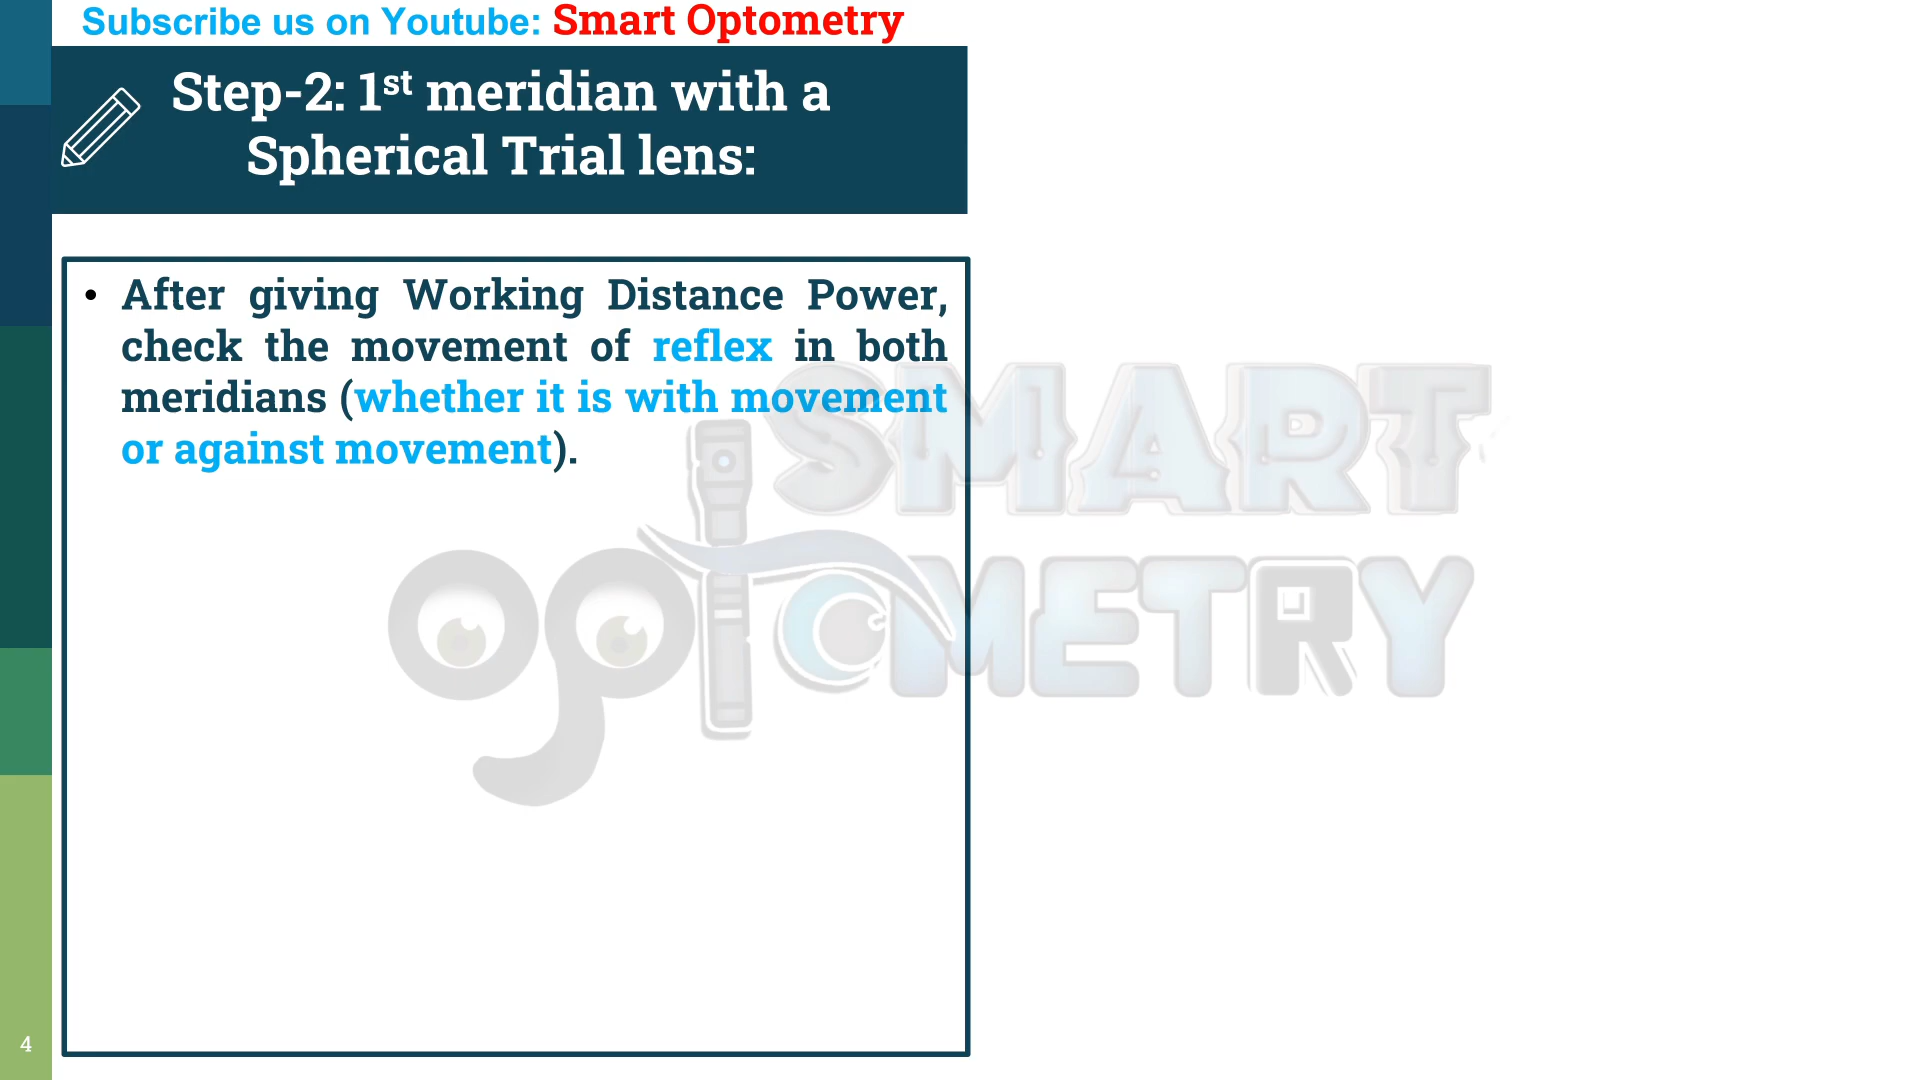 Subscribe us on Youtube: Smart Optometry
Step-2: 1st meridian with a
Spherical Trial lens:
• After giving Working Distance Power,
check the movement of reflex in both
meridians (whether it is with movement
or against movement).
SMART
OPTOMETRY
4